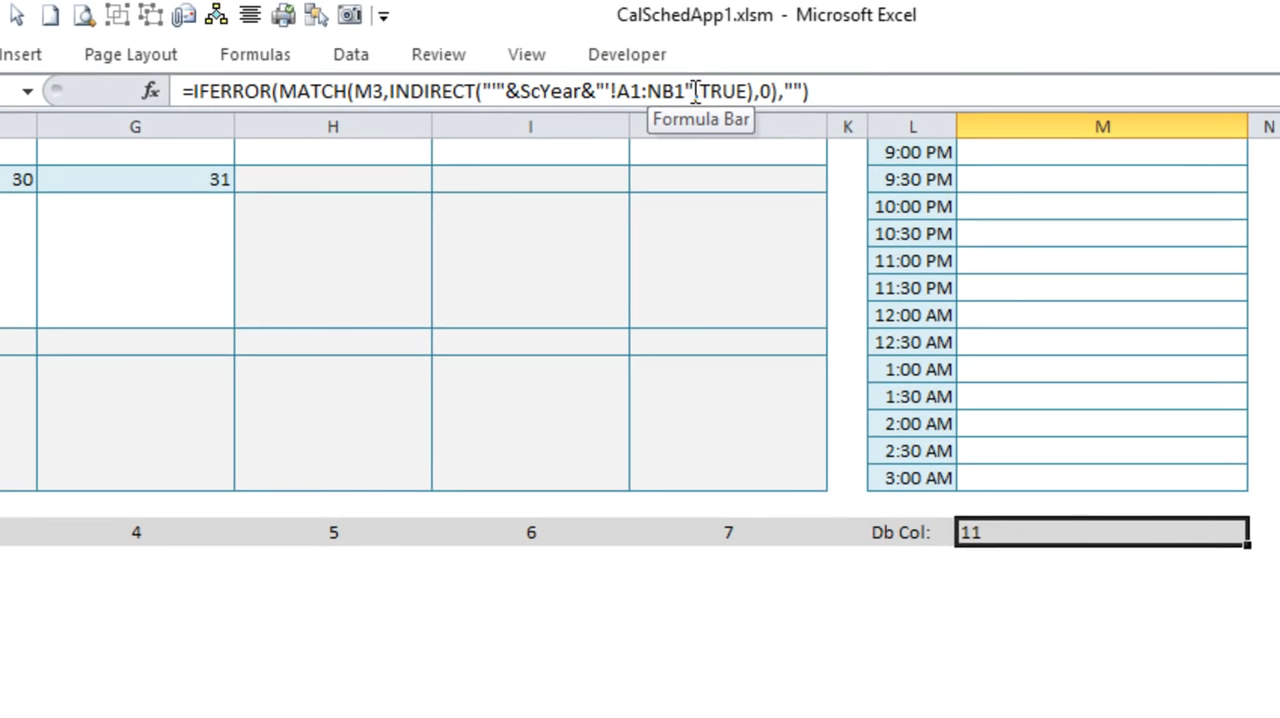 CalSchedApp1.xlsm - Microsoft Excel
Insert Page Layout Formulas Data Review View Developer
fx =IFERROR(MATCH(M3,INDIRECT("'"&ScYear&"'!A1:NB1",TRUE),0),"")
Formula Bar
G H I K L M N
9:00 PM
30 31 9:30 PM
10:00 PM
10:30 PM
11:00 PM
11:30 PM
12:00 AM
12:30 AM
1:00 AM
1:30 AM
2:00 AM
2:30 AM
3:00 AM
4 5 6 7 Db Col: 11